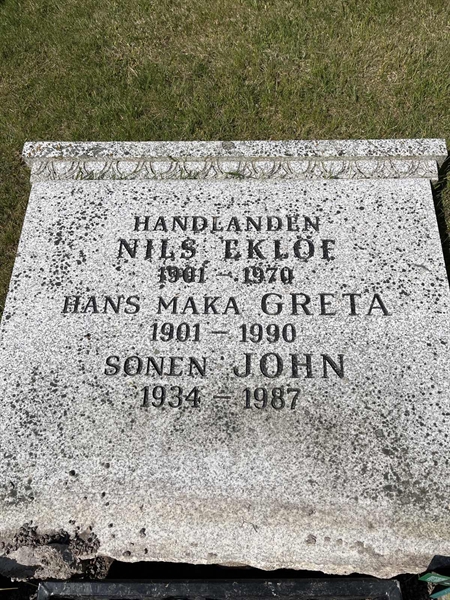 HANDLANDEN
NILS EKLÖF
1901 – 1970
HANS MAKA GRETA
1901 – 1990
SONEN JOHN
1934 – 1987